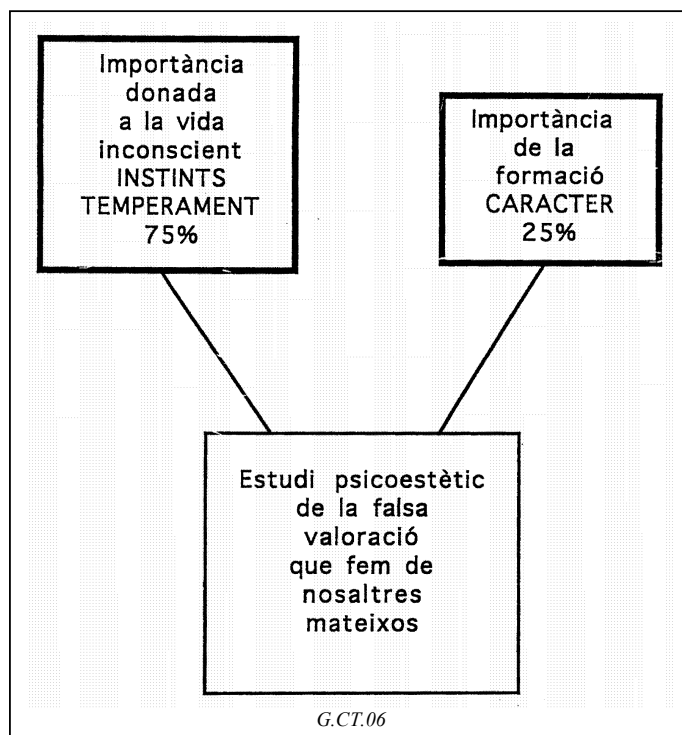 Importància
donada
a la vida
inconscient
INSTINTS
TEMPERAMENT
75%
Importància
de la
formació
CARACTER
25%
Estudi psicoestètic
de la falsa
valoració
que fem de
nosaltres
mateixos
G.CT.06